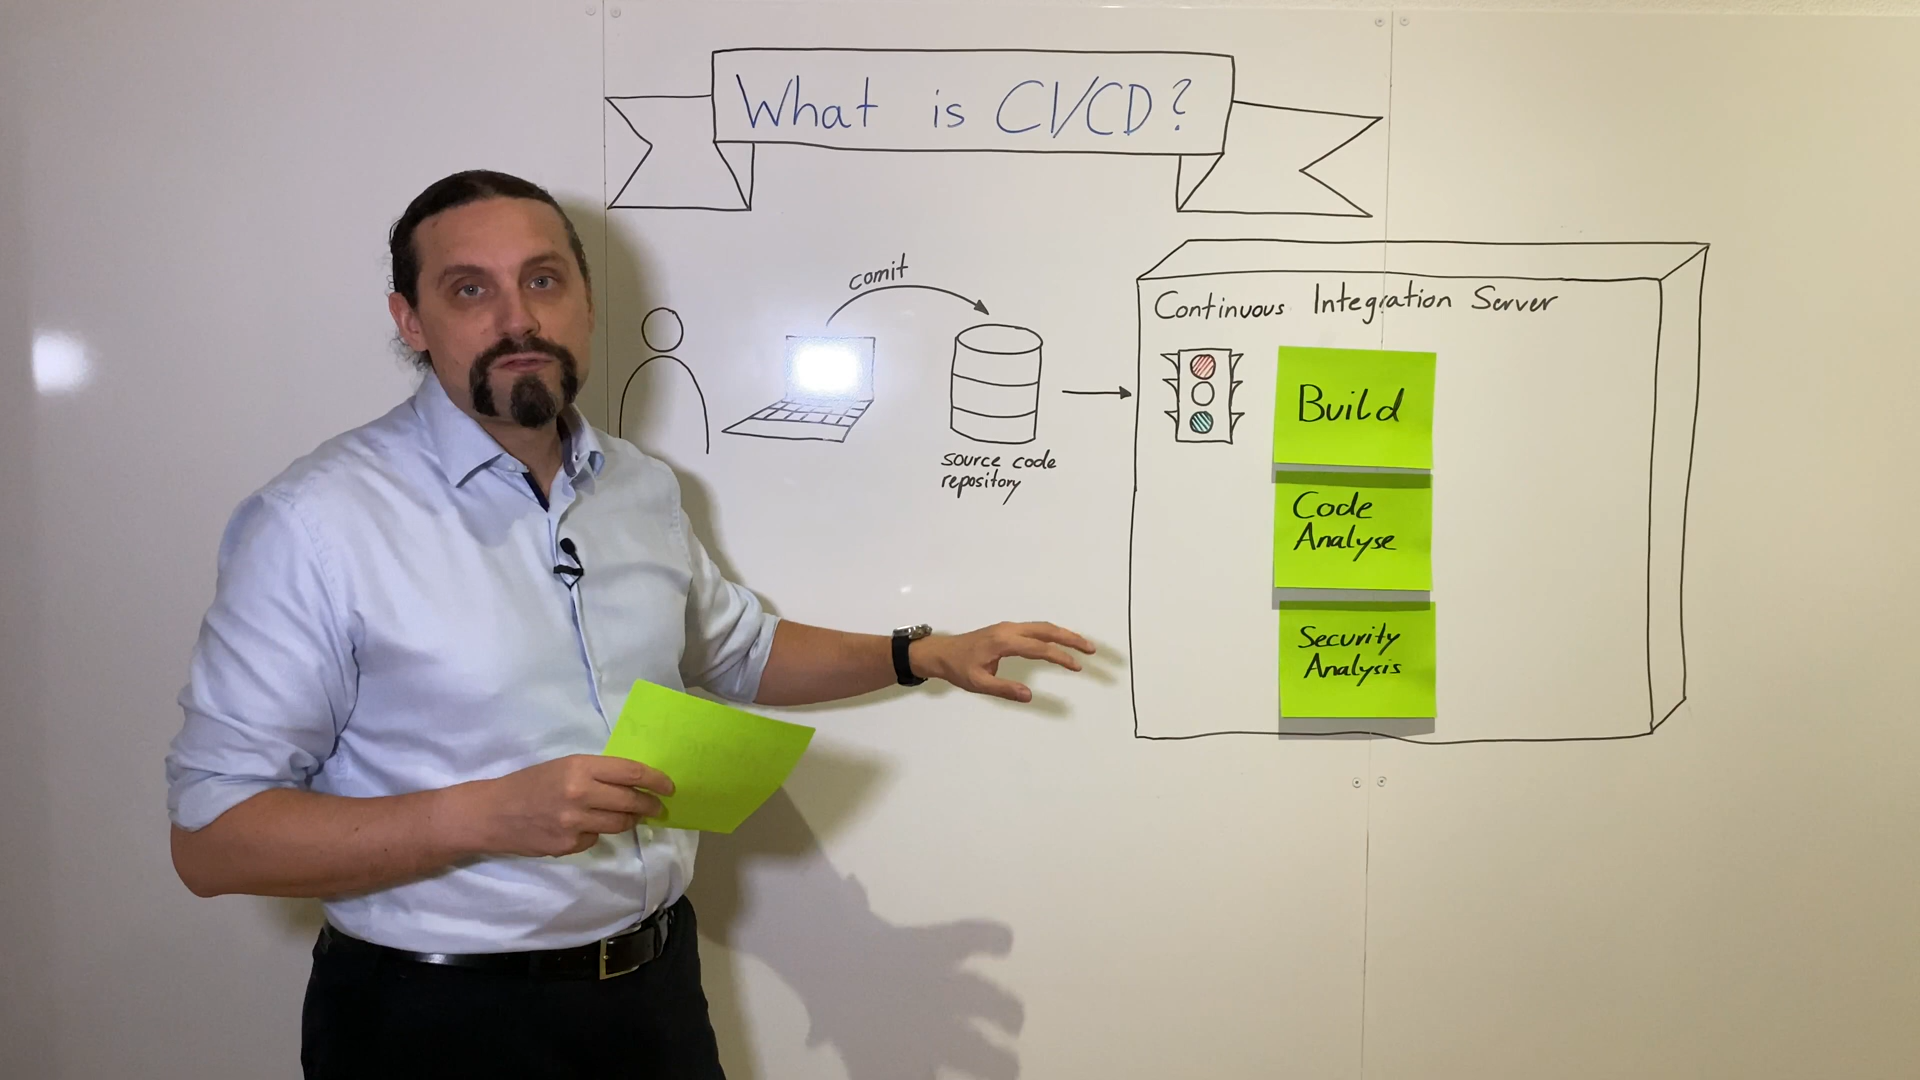 What is CI/CD?
comit
source code
repository
Continuous Integration Server
Build
Code
Analyse
Security
Analysis